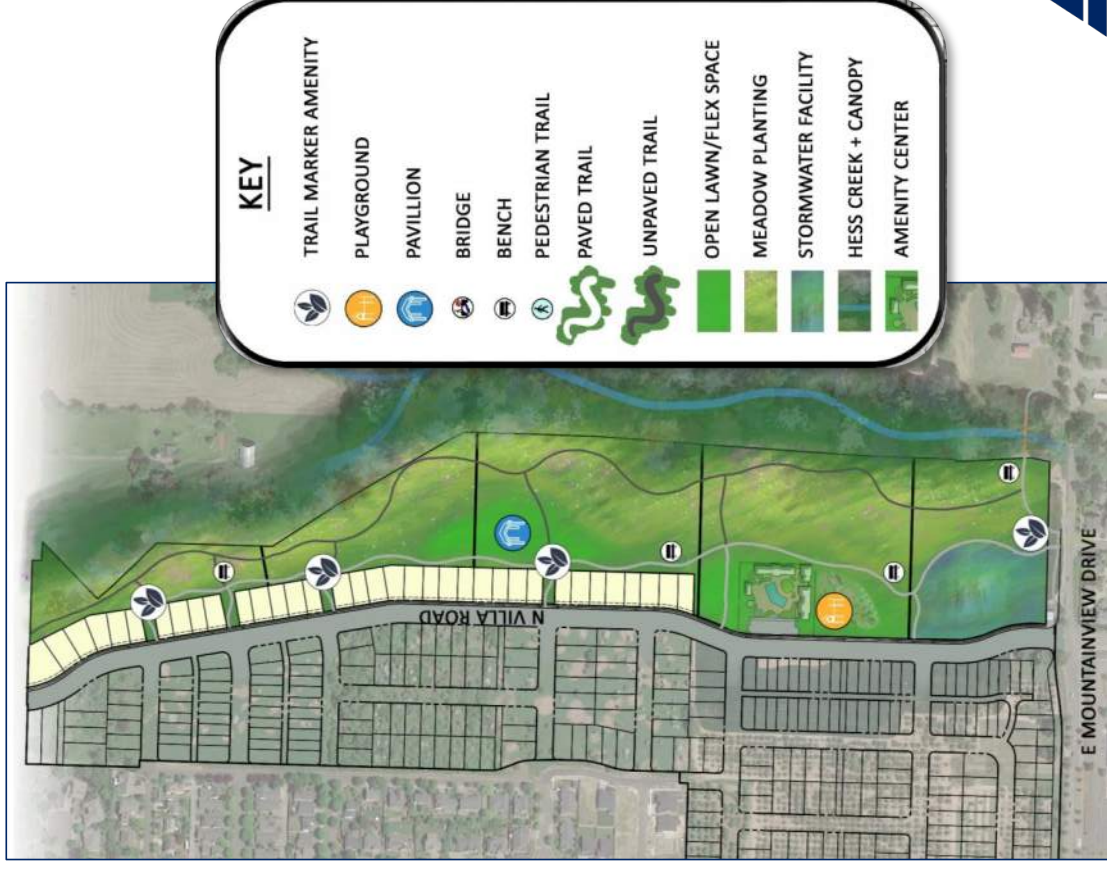 KEY
TRAIL MARKER AMENITY
PLAYGROUND
PAVILLION
BRIDGE
BENCH
PEDESTRIAN TRAIL
PAVED TRAIL
UNPAVED TRAIL
OPEN LAWN/FLEX SPACE
MEADOW PLANTING
STORMWATER FACILITY
HESS CREEK + CANOPY
AMENITY CENTER
N VILLA ROAD
E MOUNTAINVIEW DRIVE